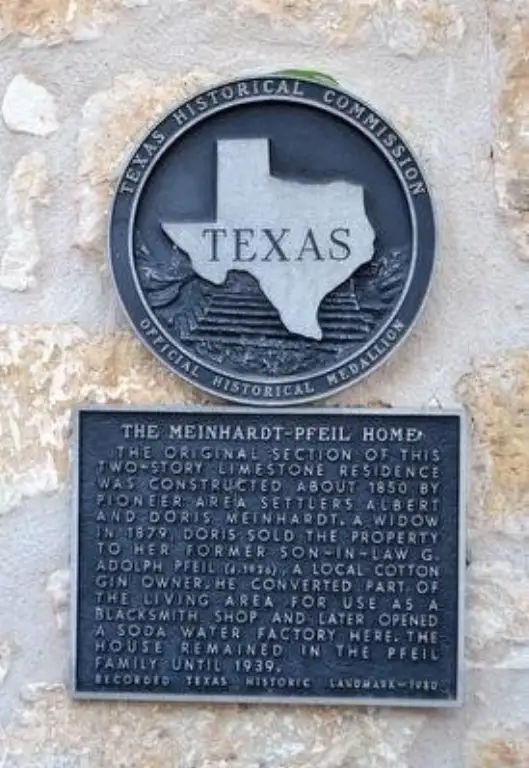 TEXAS HISTORICAL COMMISSION
TEXAS
OFFICIAL HISTORICAL MEDALLION
THE MEINHARDT-PFEIL HOME
THE ORIGINAL SECTION OF THIS
TWO-STORY LIMESTONE RESIDENCE
WAS CONSTRUCTED ABOUT 1850 BY
PIONEER AREA SETTLERS ALBERT
AND DORIS MEINHARDT. A WIDOW
IN 1879, DORIS SOLD THE PROPERTY
TO HER FORMER SON-IN-LAW G.
ADOLPH PFEIL (d. 1926), A LOCAL COTTON
GIN OWNER. HE CONVERTED PART OF
THE LIVING AREA FOR USE AS A
BLACKSMITH SHOP AND LATER OPENED
A SODA WATER FACTORY HERE. THE
HOUSE REMAINED IN THE PFEIL
FAMILY UNTIL 1939.
RECORDED TEXAS HISTORIC LANDMARK-1980